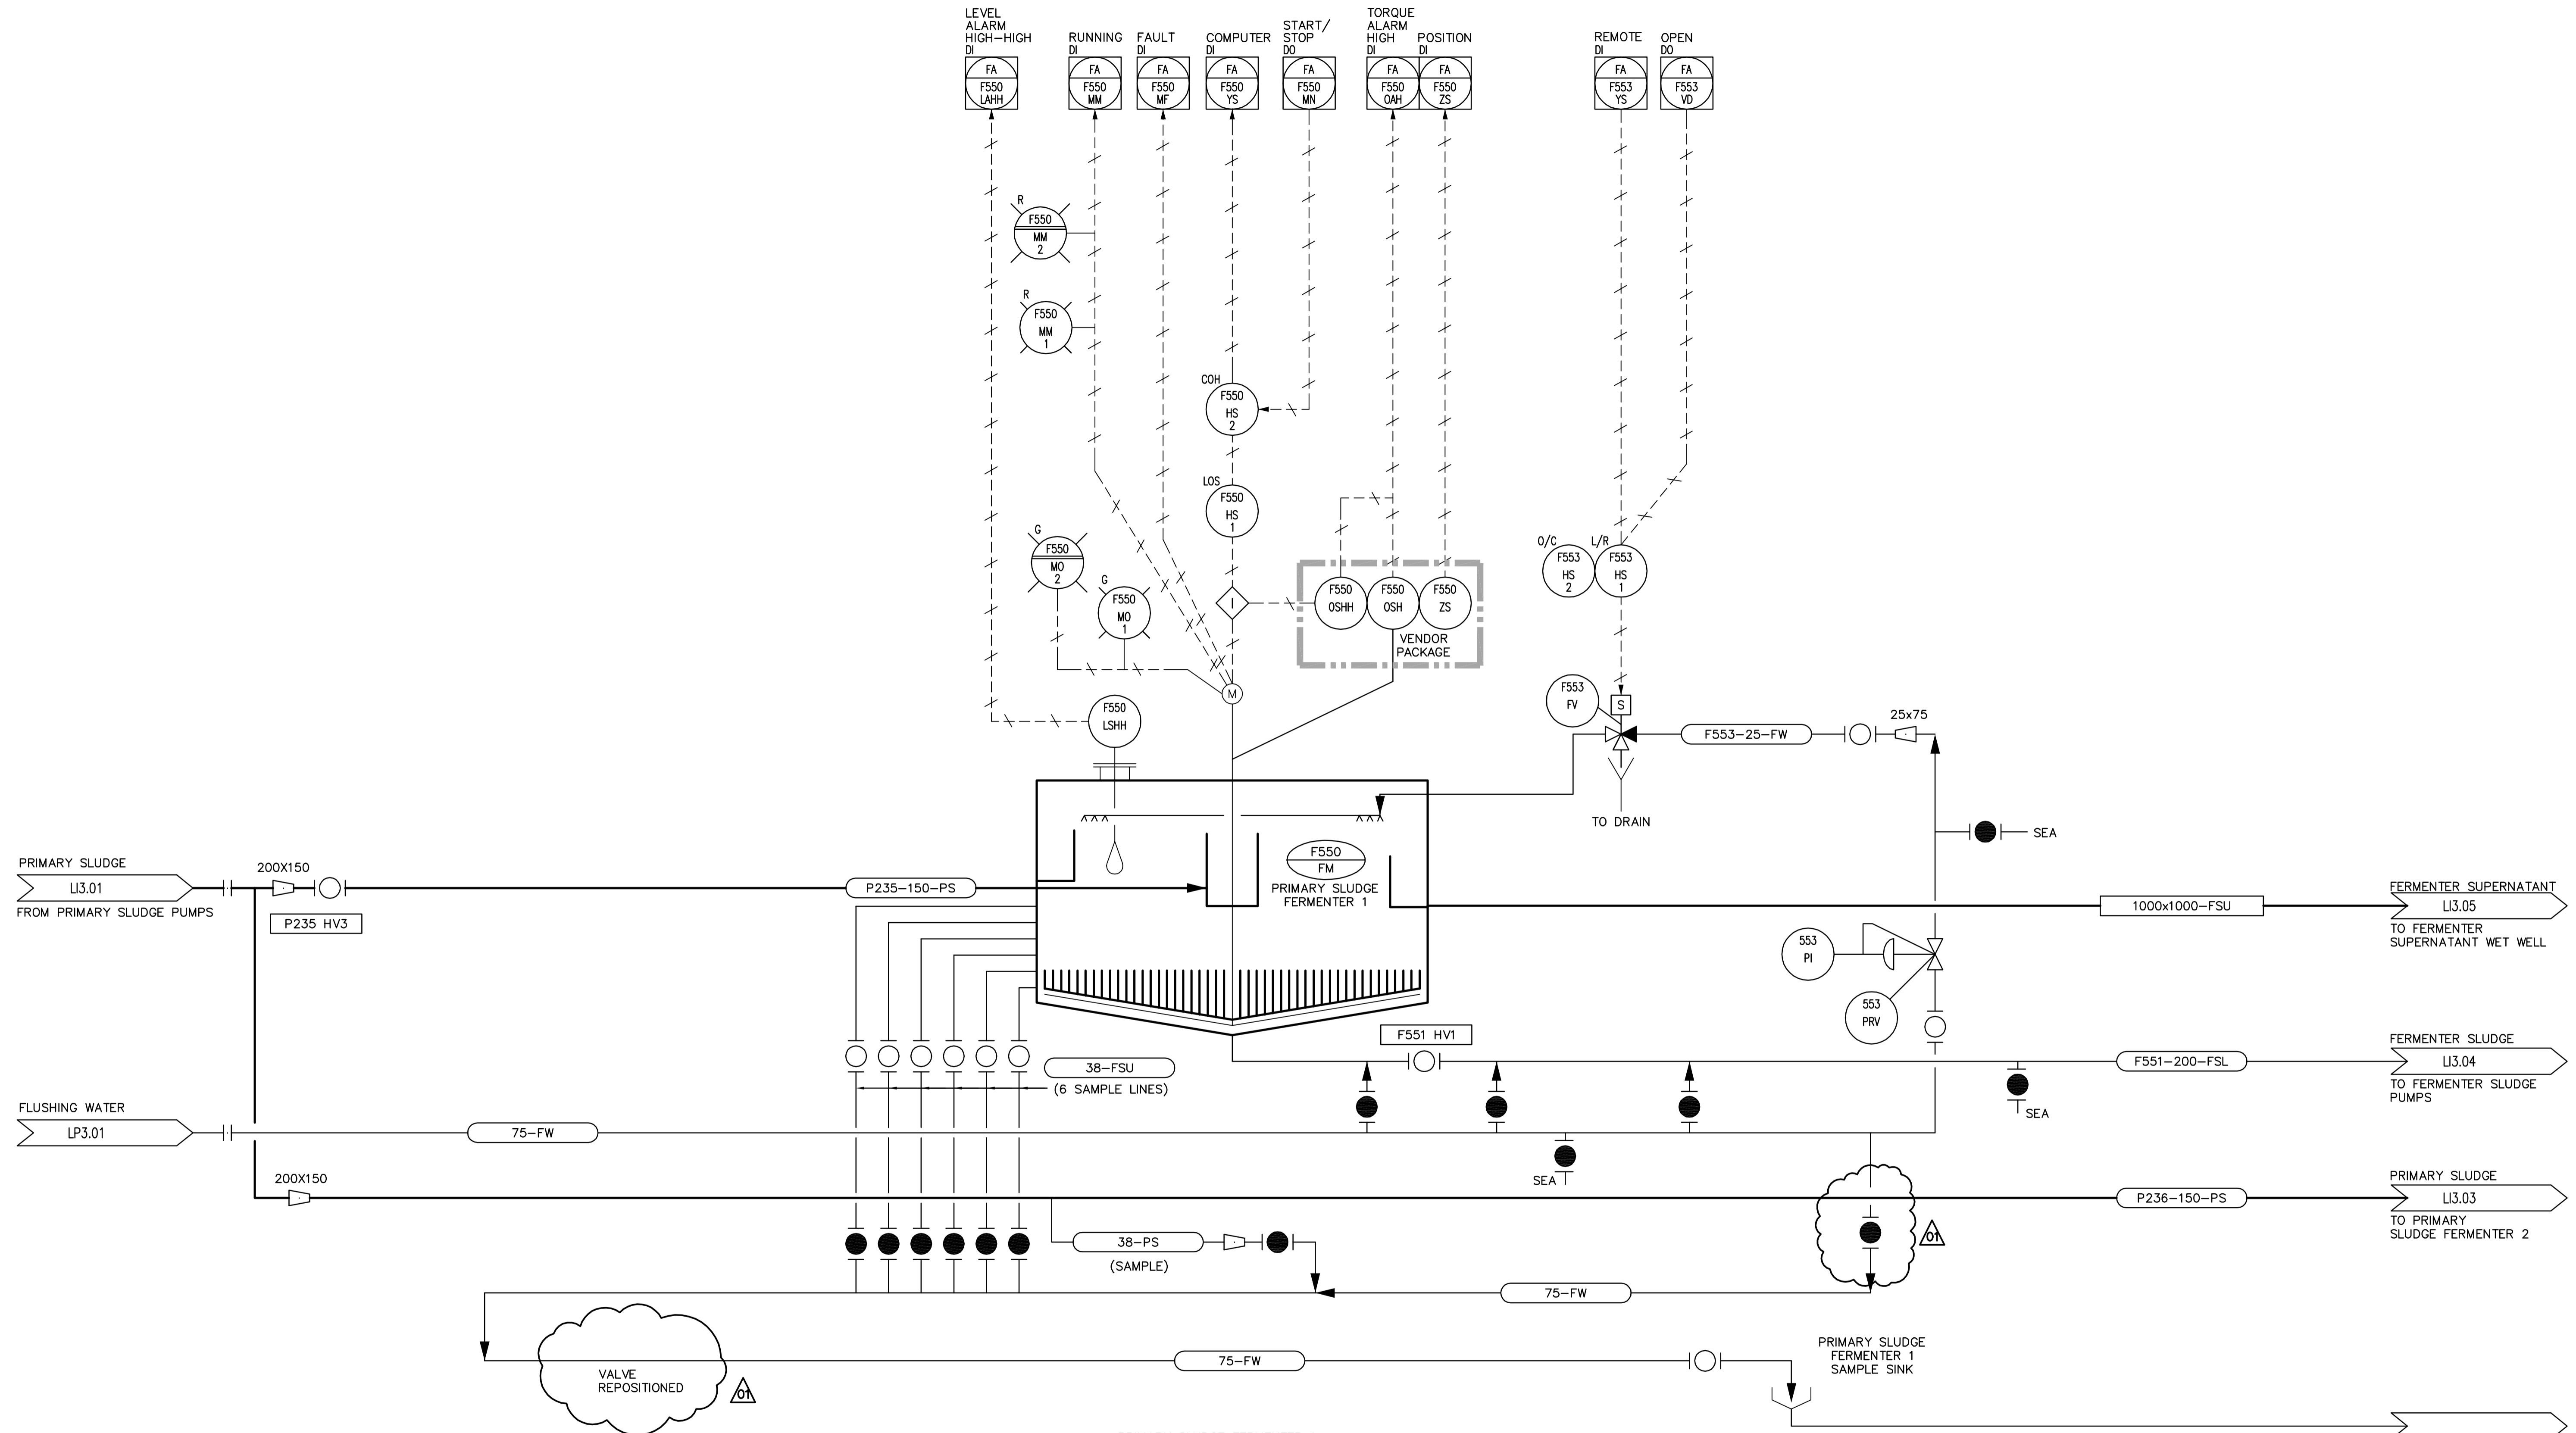 LEVEL
ALARM
HIGH-HIGH
DI
RUNNING
DI
FAULT
DI
COMPUTER
DI
START/
STOP
DO
TORQUE
ALARM
HIGH
DI
POSITION
DI
REMOTE
DI
OPEN
DO
FA
F550
LAHH
FA
F550
MM
FA
F550
MF
FA
F550
YS
FA
F550
MN
FA
F550
OAH
FA
F550
ZS
FA
F553
YS
FA
F553
VD
R
F550
MM
2
R
F550
MM
1
COH
F550
HS
2
LOS
F550
HS
1
G
F550
MO
2
G
F550
MO
1
I
F550
OSHH
F550
OSH
F550
ZS
VENDOR
PACKAGE
O/C
F553
HS
2
L/R
F553
HS
1
M
F550
LSHH
F553
FV
S
F553-25-FW
25x75
TO DRAIN
SEA
PRIMARY SLUDGE
LI3.01
FROM PRIMARY SLUDGE PUMPS
200X150
P235 HV3
P235-150-PS
F550
FM
PRIMARY SLUDGE
FERMENTER 1
1000x1000-FSU
FERMENTER SUPERNATANT
LI3.05
TO FERMENTER
SUPERNATANT WET WELL
553
PI
553
PRV
F551 HV1
38-FSU
(6 SAMPLE LINES)
F551-200-FSL
FERMENTER SLUDGE
LI3.04
TO FERMENTER SLUDGE
PUMPS
SEA
FLUSHING WATER
LP3.01
75-FW
SEA
200X150
P236-150-PS
PRIMARY SLUDGE
LI3.03
TO PRIMARY
SLUDGE FERMENTER 2
38-PS
(SAMPLE)
01
75-FW
VALVE
REPOSITIONED
01
75-FW
PRIMARY SLUDGE
FERMENTER 1
SAMPLE SINK